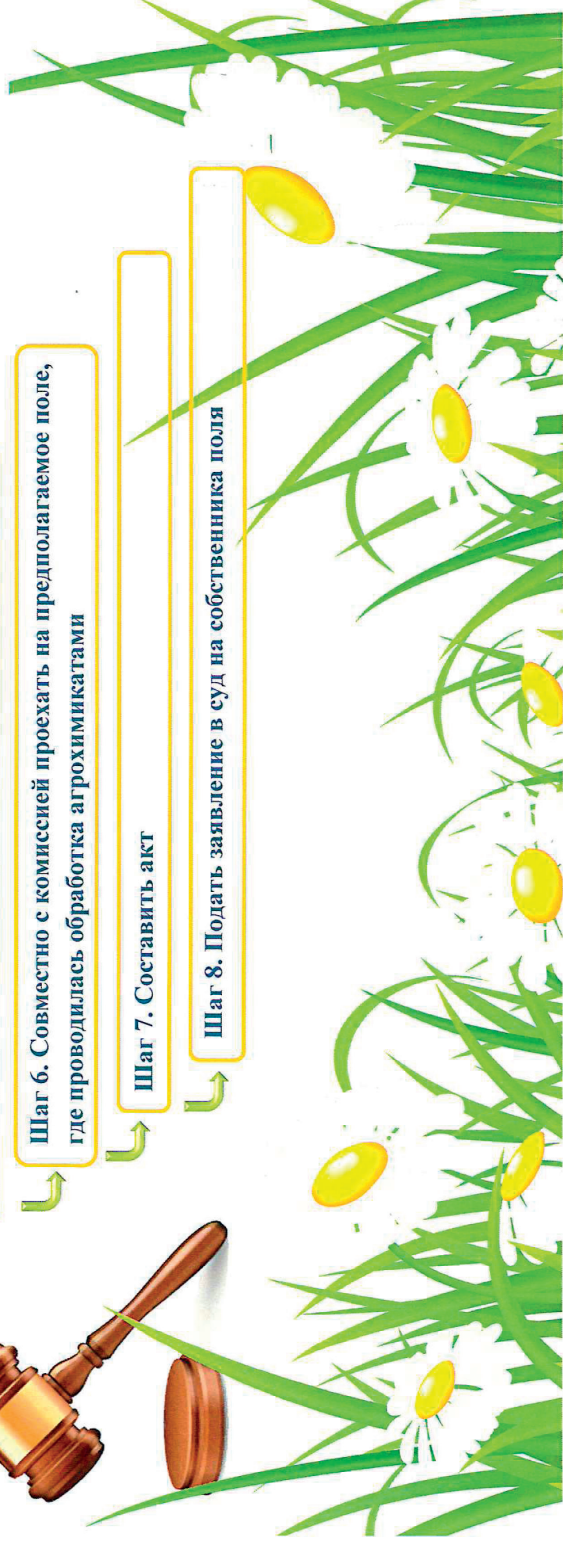 Шаг 6. Совместно с комиссией проехать на предполагаемое поле,
где проводилась обработка агрохимикатами
Шаг 7. Составить акт
Шаг 8. Подать заявление в суд на собственника поля